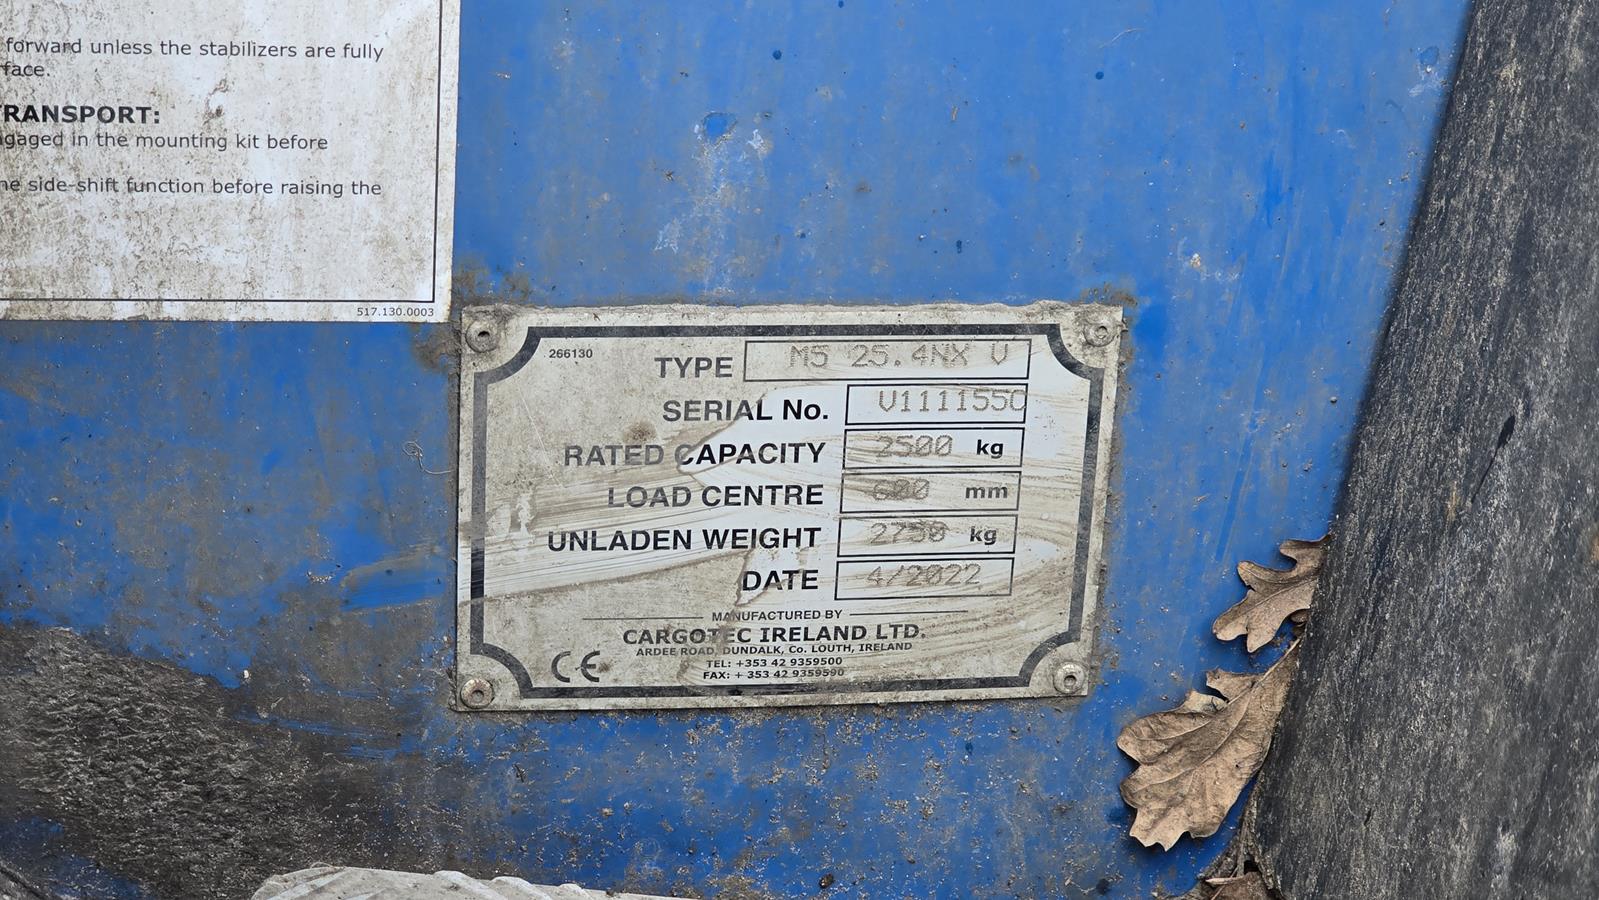 forward unless the stabilizers are fully
face.
TRANSPORT:
ngaged in the mounting kit before
he side-shift function before raising the
517.130.0003
266130
TYPE M5 25.4NX V
SERIAL No.
RATED CAPACITY 2500 kg
LOAD CENTRE 600 mm
UNLADEN WEIGHT 2730 kg
DATE 4/2022
MANUFACTURED BY
CARGOTEC IRELAND LTD.
ARDEE ROAD, DUNDALK, Co. LOUTH, IRELAND
CE
TEL: +353 42 9359500
FAX: + 353 42 9359590